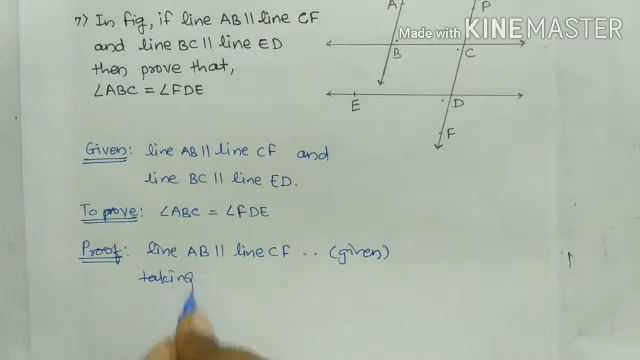 7) In fig, if line AB || line CF
and line BC || line ED
then prove that,
∠ABC = ∠FDE
A
P
Made with KINEMASTER
B
C
E
D
F
Given: line AB || line CF and
line BC || line ED.
To prove: ∠ABC = ∠FDE
Proof: line AB || line CF .. (given)
taking